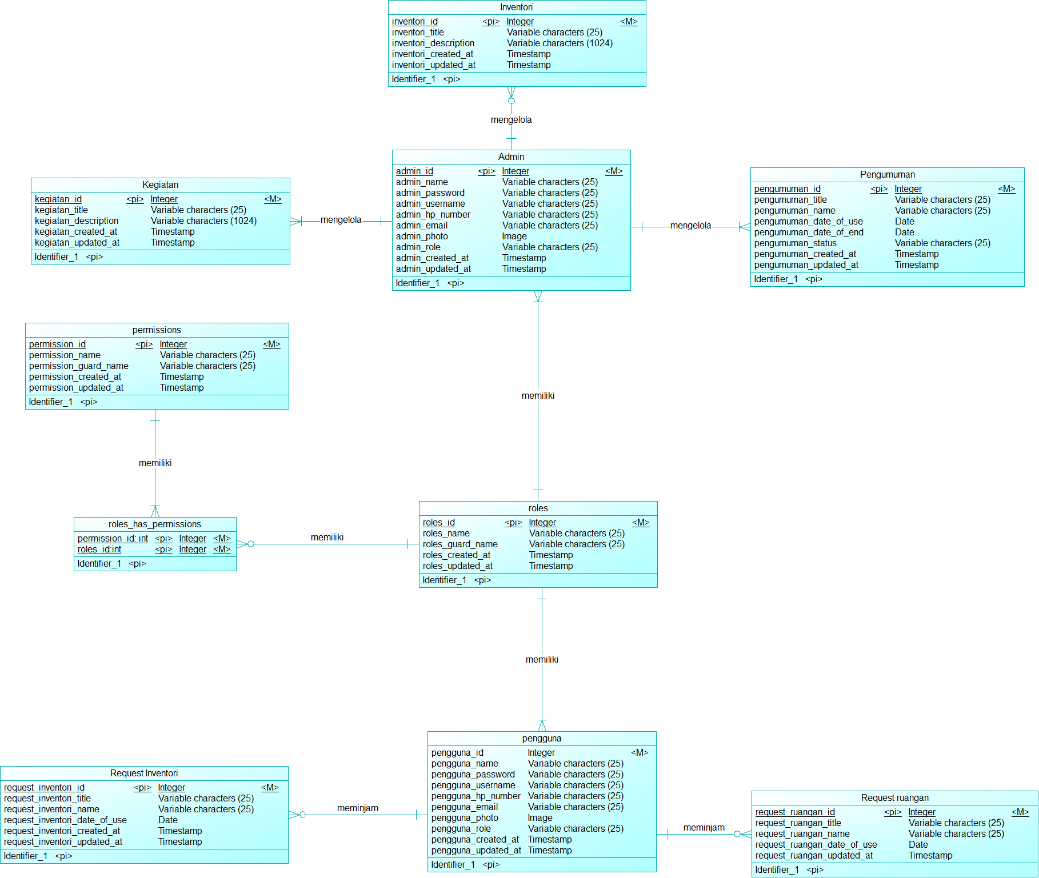 Inventori
inventori_id <pi> Integer <M>
inventori_title Variable characters (25)
inventori_description Variable characters (1024)
inventori_created_at Timestamp
inventori_updated_at Timestamp
Identifier_1 <pi>
mengelola
Admin
admin_id <pi> Integer <M>
admin_name Variable characters (25)
admin_password Variable characters (25)
admin_username Variable characters (25)
admin_hp_number Variable characters (25)
admin_email Variable characters (25)
admin_photo Image
admin_role Variable characters (25)
admin_created_at Timestamp
admin_updated_at Timestamp
Identifier_1 <pi>
Kegiatan
kegiatan_id <pi> Integer <M>
kegiatan_title Variable characters (25)
kegiatan_description Variable characters (1024)
kegiatan_created_at Timestamp
kegiatan_updated_at Timestamp
Identifier_1 <pi>
mengelola
mengelola
Pengumuman
pengumuman_id <pi> Integer <M>
pengumuman_title Variable characters (25)
pengumuman_name Variable characters (25)
pengumuman_date_of_use Date
pengumuman_date_of_end Date
pengumuman_status Variable characters (25)
pengumuman_created_at Timestamp
pengumuman_updated_at Timestamp
Identifier_1 <pi>
permissions
permission_id <pi> Integer <M>
permission_name Variable characters (25)
permission_guard_name Variable characters (25)
permission_created_at Timestamp
permission_updated_at Timestamp
Identifier_1 <pi>
memiliki
memiliki
roles_has_permissions
permission_id: int <pi> Integer <M>
roles_id:int <pi> Integer <M>
Identifier_1 <pi>
memiliki
roles
roles_id <pi> Integer <M>
roles_name Variable characters (25)
roles_guard_name Variable characters (25)
roles_created_at Timestamp
roles_updated_at Timestamp
Identifier_1 <pi>
memiliki
pengguna
pengguna_id Integer <M>
pengguna_name Variable characters (25)
pengguna_password Variable characters (25)
pengguna_username Variable characters (25)
pengguna_hp_number Variable characters (25)
pengguna_email Variable characters (25)
pengguna_photo Image
pengguna_role Variable characters (25)
pengguna_created_at Timestamp
pengguna_updated_at Timestamp
Identifier_1 <pi>
Request Inventori
request_inventori_id <pi> Integer <M>
request_inventori_title Variable characters (25)
request_inventori_name Variable characters (25)
request_inventori_date_of_use Date
request_inventori_created_at Timestamp
request_inventori_updated_at Timestamp
Identifier_1 <pi>
meminjam
meminjam
Request ruangan
request_ruangan_id <pi> Integer <M>
request_ruangan_title Variable characters (25)
request_ruangan_name Variable characters (25)
request_ruangan_date_of_use Date
request_ruangan_updated_at Timestamp
Identifier_1 <pi>